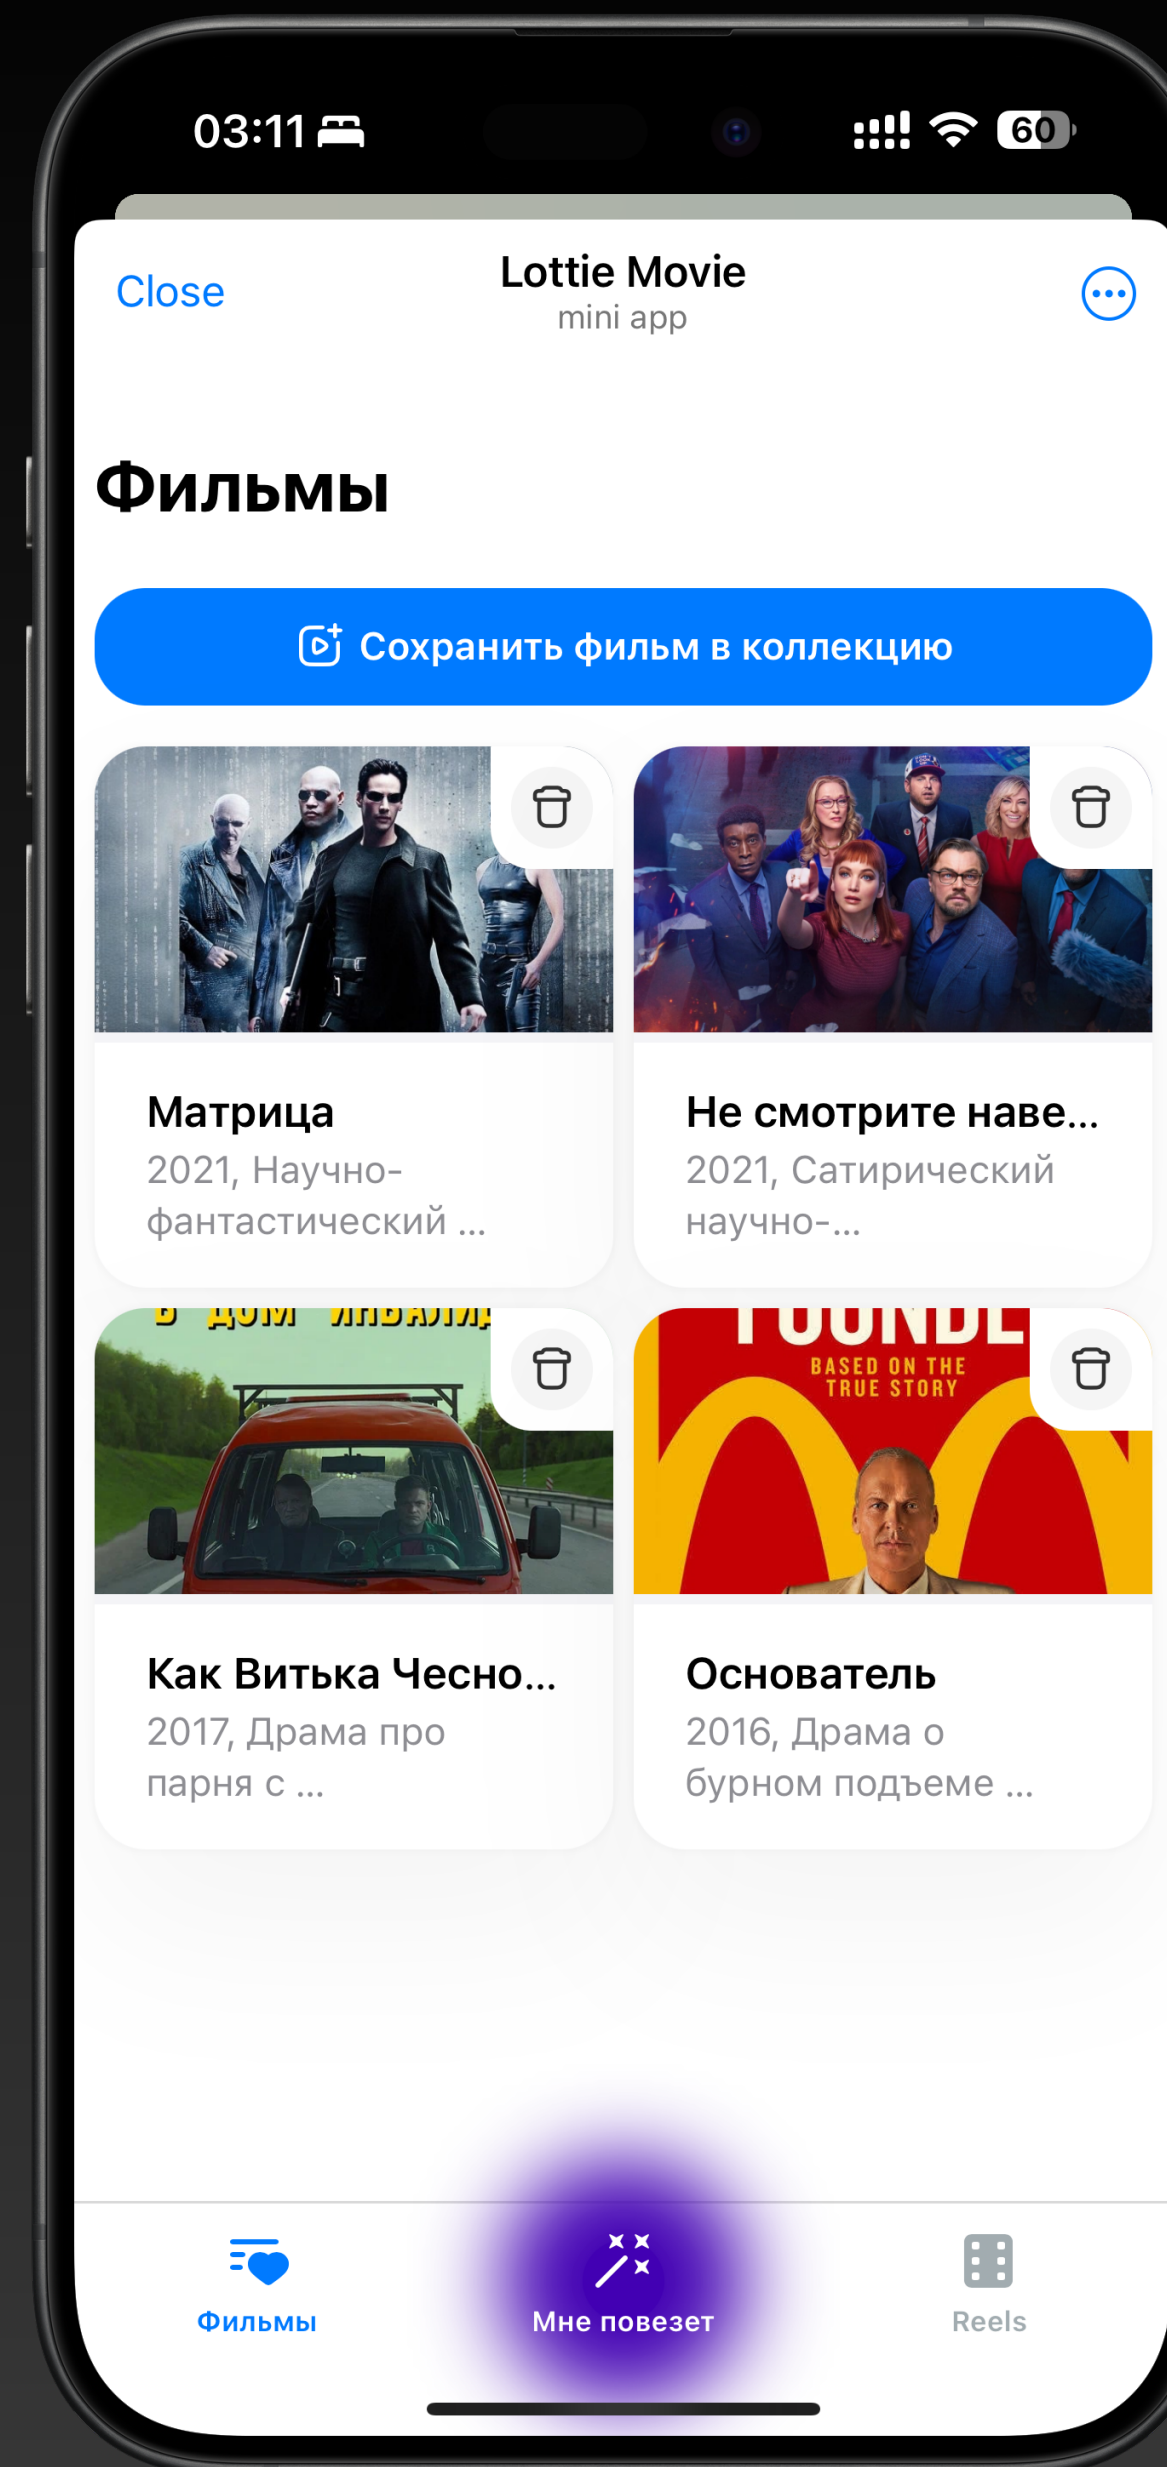 03:11
60
Close
Lottie Movie
mini app
Фильмы
Сохранить фильм в коллекцию
Матрица
2021, Научно-
фантастический ...
Не смотрите наве...
2021, Сатирический
научно-...
В ДОМ ИНВАЛИД
BASED ON THE
TRUE STORY
Как Витька Чесно...
2017, Драма про
парня с ...
Основатель
2016, Драма о
бурном подъеме ...
Фильмы
Мне повезет
Reels